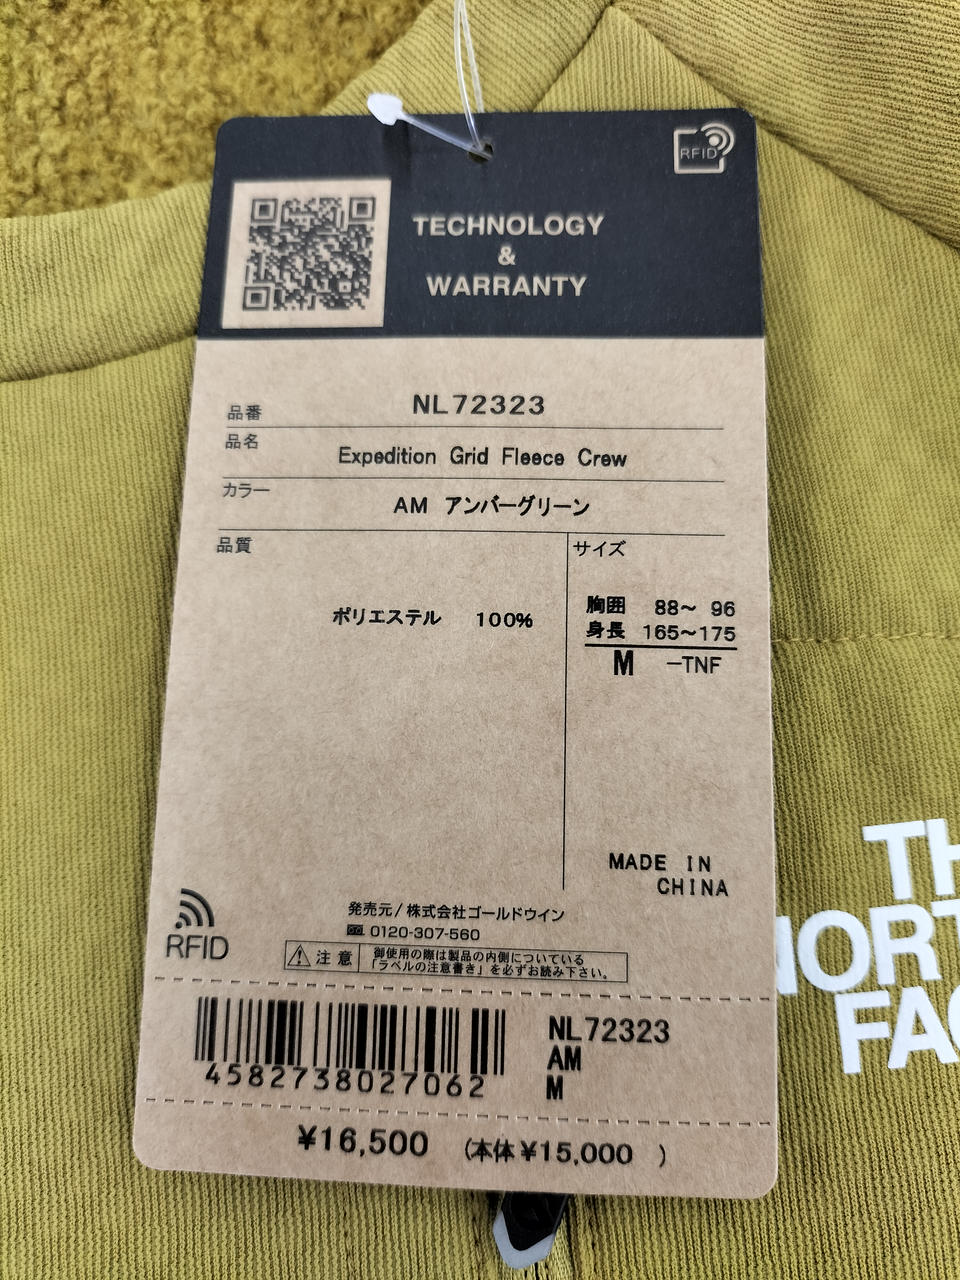 RFID
TECHNOLOGY
&
WARRANTY
品番 NL72323
品名 Expedition Grid Fleece Crew
カラー AM アンバーグリーン
品質
ポリエステル 100%
サイズ
胸囲 88～ 96
身長 165～175
M －TNF
MADE IN
CHINA
RFID
発売元/株式会社ゴールドウイン
0120-307-560
注意
御使用の際は製品の内側についている
「ラベルの注意書き」を必ずお読み下さい。
4582738027062
NL72323
AM
M
¥16,500 (本体¥15,000 )
TH
NORT
FAC